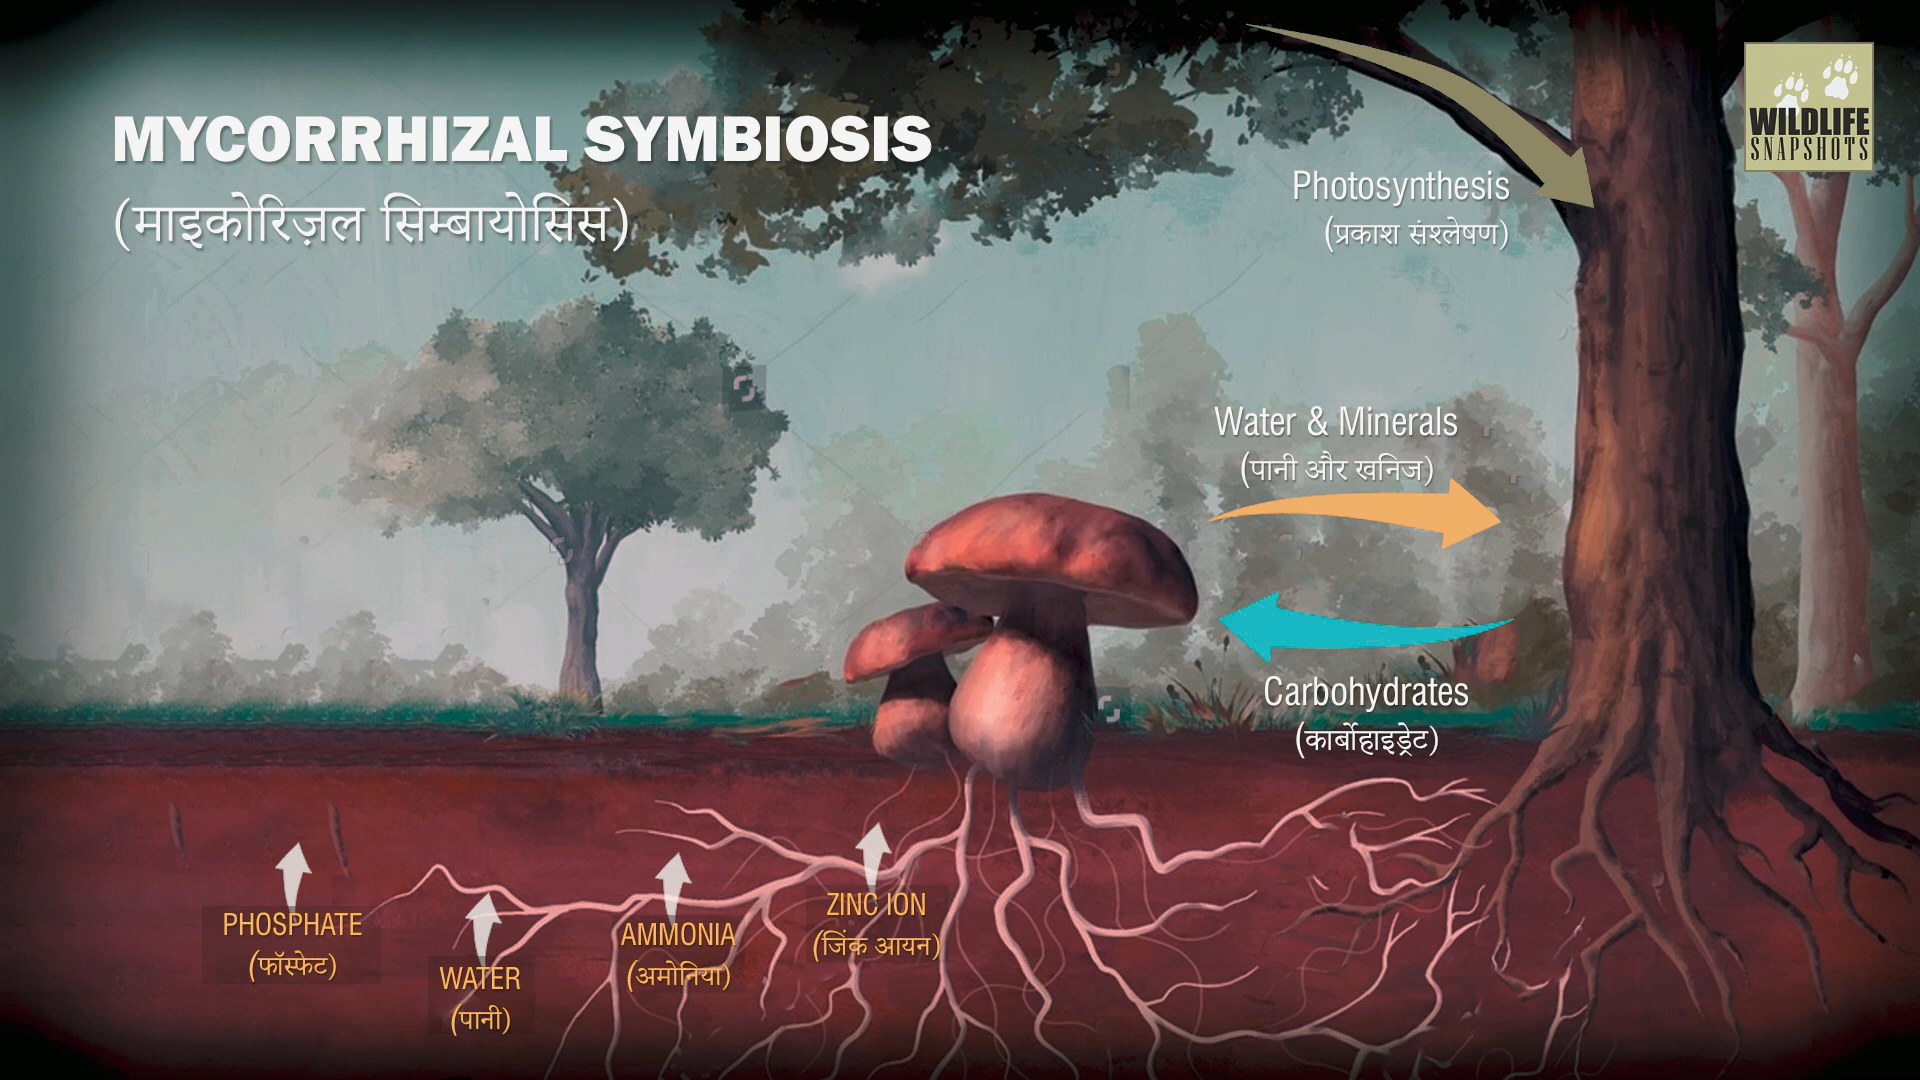 MYCORRHIZAL SYMBIOSIS
(माइकोरिज़ल सिम्बायोसिस)
WILDLIFE
SNAPSHOTS
Photosynthesis
(प्रकाश संश्लेषण)
Water & Minerals
(पानी और खनिज)
Carbohydrates
(कार्बोहाइड्रेट)
PHOSPHATE
(फॉस्फेट)
WATER
(पानी)
AMMONIA
(अमोनिया)
ZINC ION
(जिंक आयन)